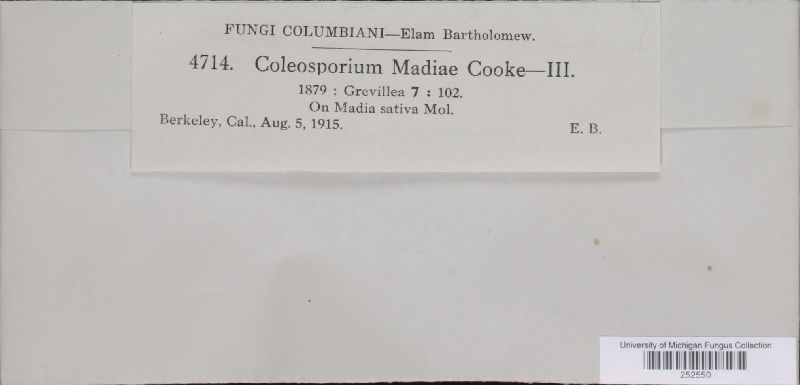 FUNGI COLUMBIANI—Elam Bartholomew.
4714. Coleosporium Madiae Cooke—III.
1879 : Grevillea 7 : 102.
On Madia sativa Mol.
Berkeley, Cal., Aug. 5, 1915. E. B.
University of Michigan Fungus Collection
252550